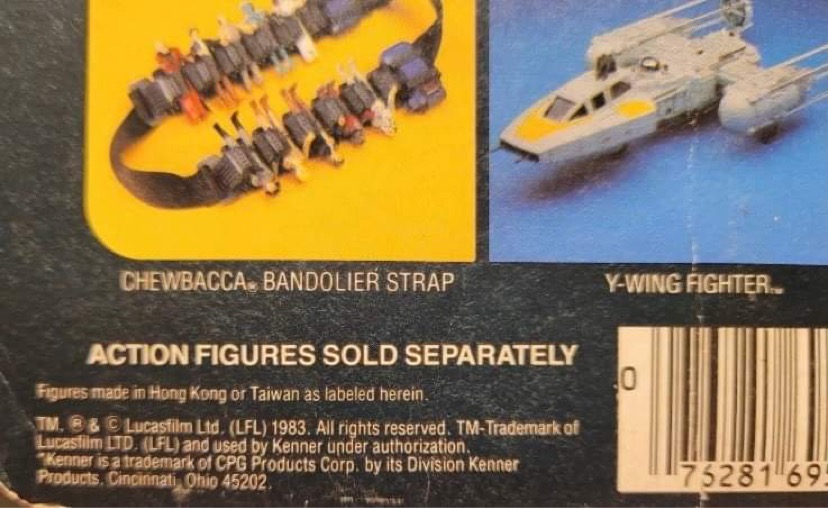 CHEWBACCA® BANDOLIER STRAP
Y-WING FIGHTER™
ACTION FIGURES SOLD SEPARATELY
Figures made in Hong Kong or Taiwan as labeled herein.
TM, ® & © Lucasfilm Ltd. (LFL) 1983. All rights reserved. TM-Trademark of
Lucasfilm LTD. (LFL) and used by Kenner under authorization.
"Kenner is a trademark of CPG Products Corp. by its Division Kenner
Products, Cincinnati, Ohio 45202.
0
76281 69